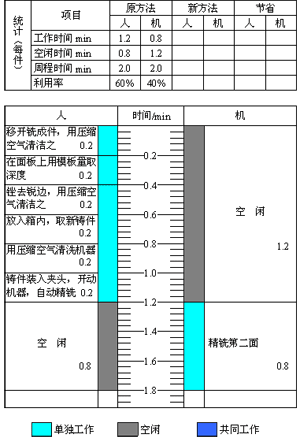 统计(每件)
项目 原方法 新方法 节省
人 机 人 机 人 机
工作时间 min 1.2 0.8
空闲时间 min 0.8 1.2
周程时间 min 2.0 2.0
利用率 60% 40%
人 时间/min 机
移开铣成件，用压缩
空气清洁之 0.2
在面板上用模板量取
深度 0.2
锉去锐边，用压缩空
气清洁之 0.2
放入箱内，取新铸件
0.2
用压缩空气清洗机器
0.2
铸件装入夹头，开动
机器，自动精铣 0.2
空 闲
0.8
0.2
0.4
0.6
0.8
1.0
1.2
1.4
1.6
1.8
空 闲
1.2
精铣第二面
0.8
单独工作 空闲 共同工作